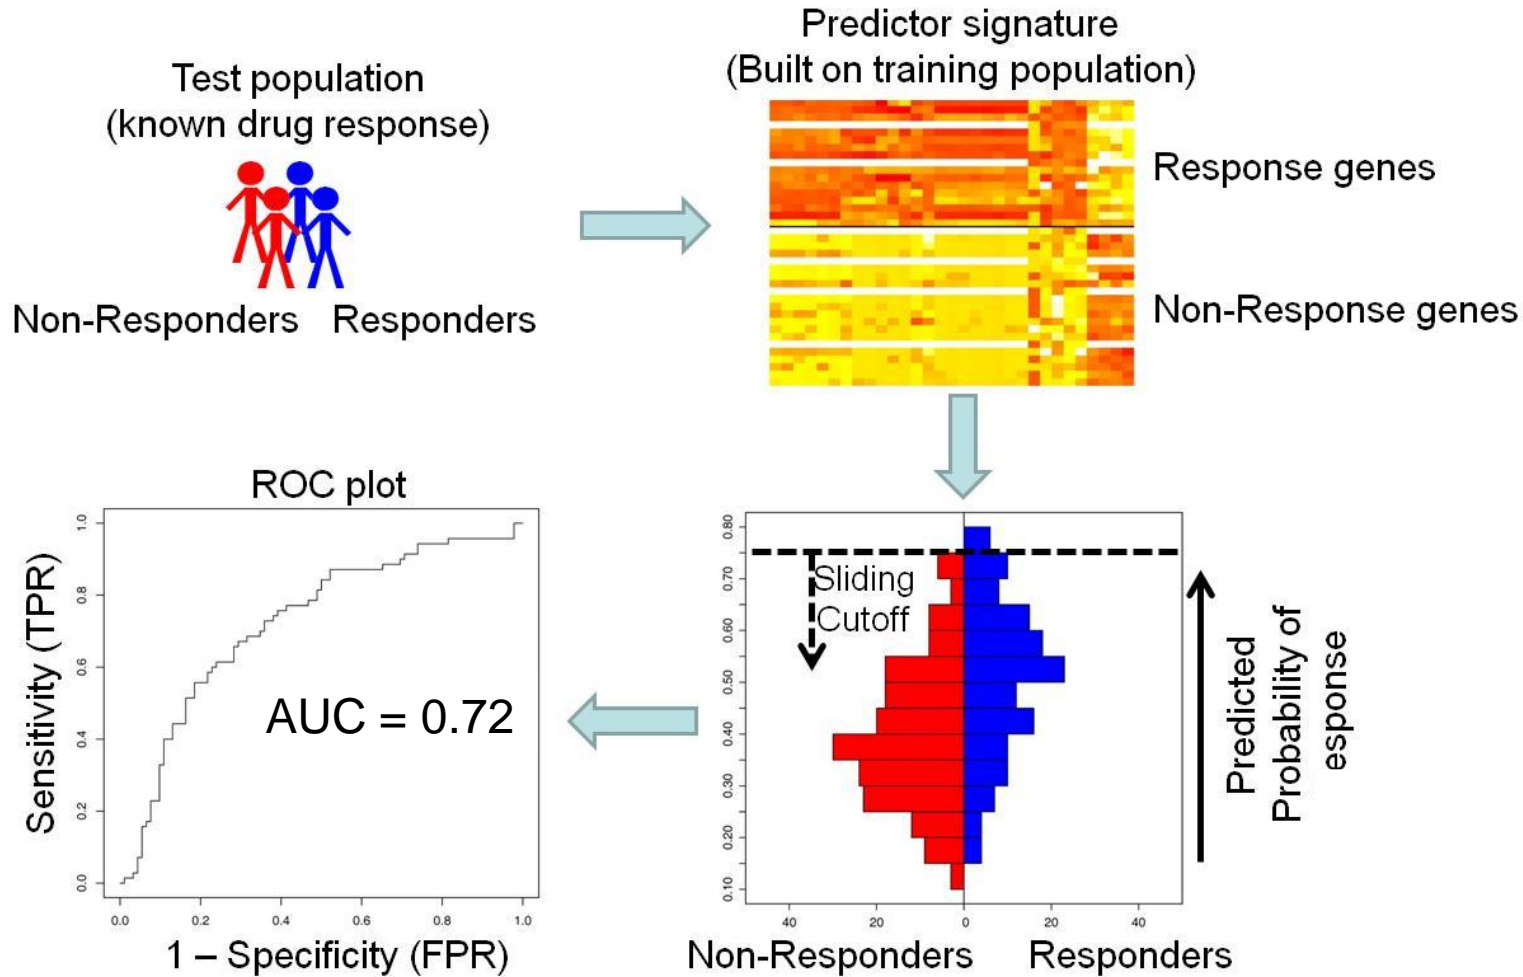 Test population
(known drug response)
Non-Responders Responders
Predictor signature
(Built on training population)
Response genes
Non-Response genes
ROC plot
Sensitivity (TPR)
1.0
0.8
0.6
0.4
0.2
0.0
AUC = 0.72
0.0 0.2 0.4 0.6 0.8 1.0
1 – Specificity (FPR)
0.80
0.70
0.60
0.50
0.40
0.30
0.20
0.10
Sliding
Cutoff
40 20 0 20 40
Non-Responders Responders
Predicted
Probability of
esponse